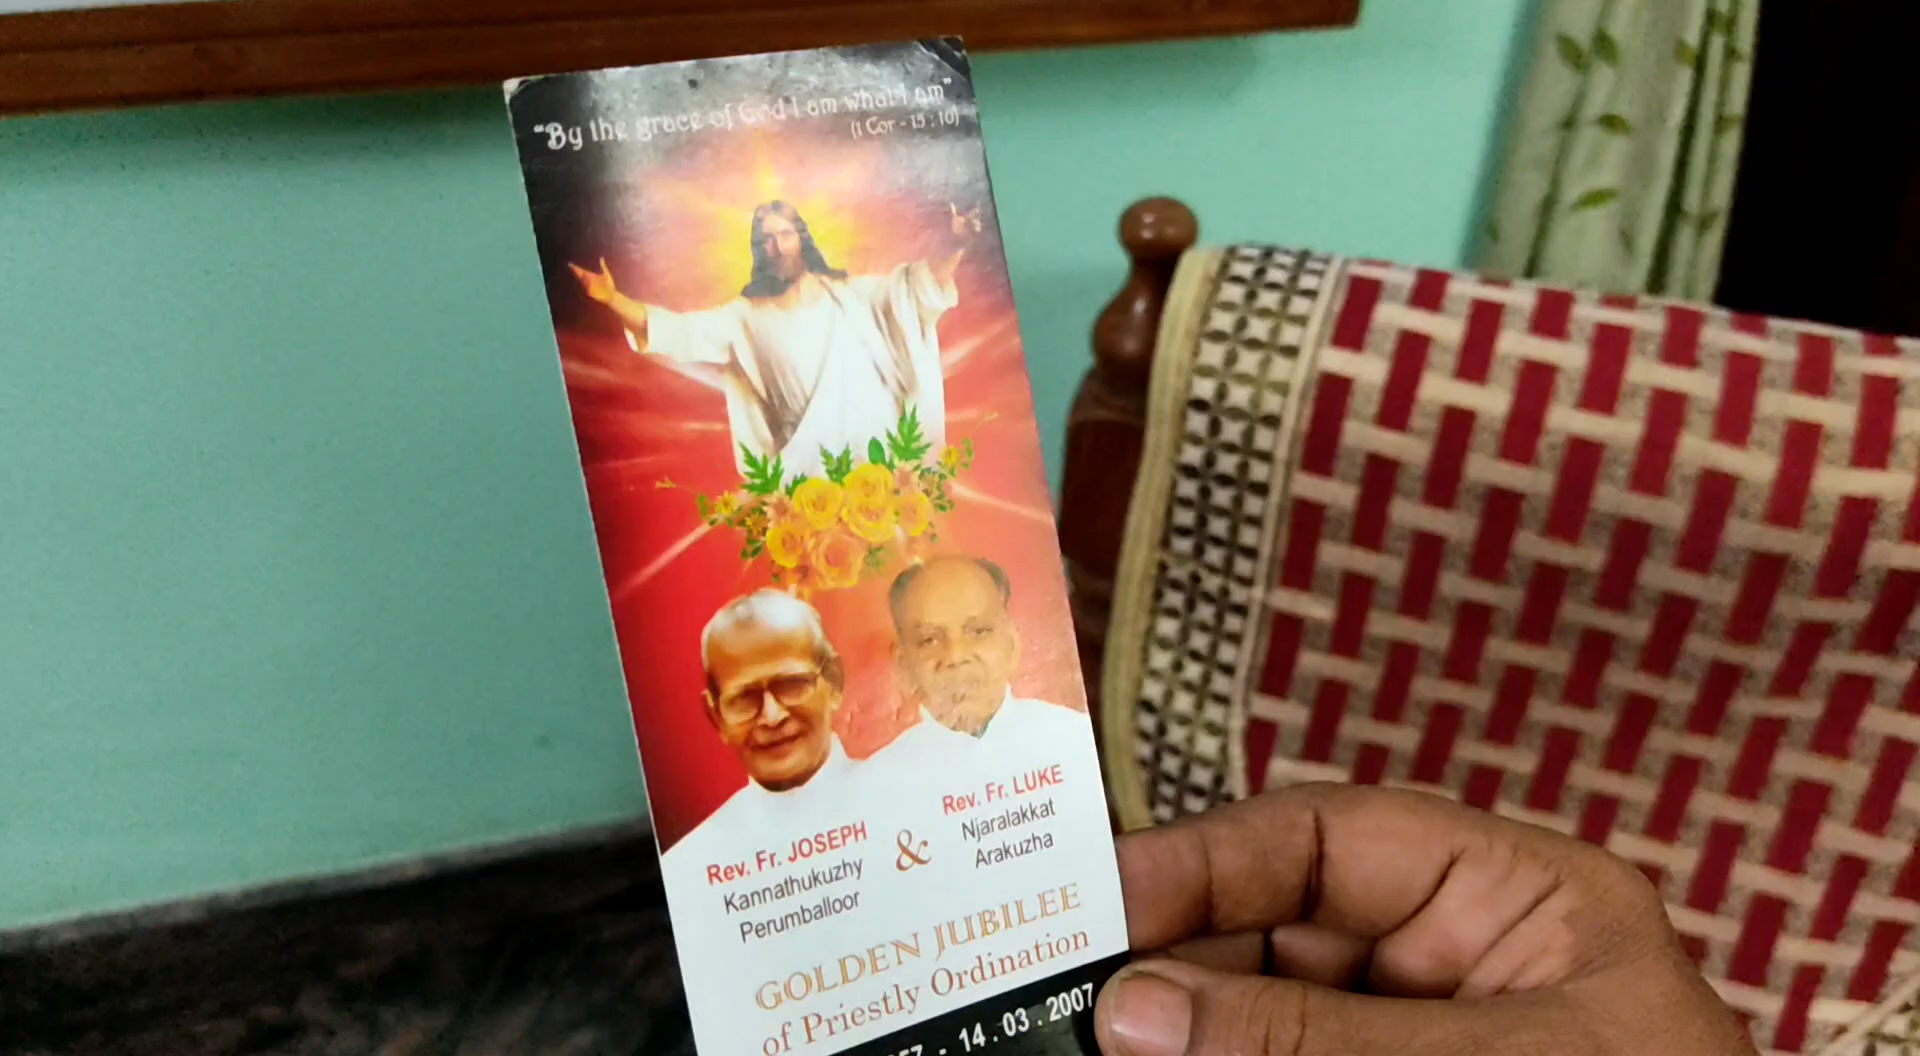 "By the grace of God I am what I am"
(1 Cor - 15 : 10)
Rev. Fr. JOSEPH
Kannathukuzhy
Perumballoor
&
Rev. Fr. LUKE
Njaralakkat
Arakuzha
GOLDEN JUBILEE
of Priestly Ordination
- 14 . 03 . 2007